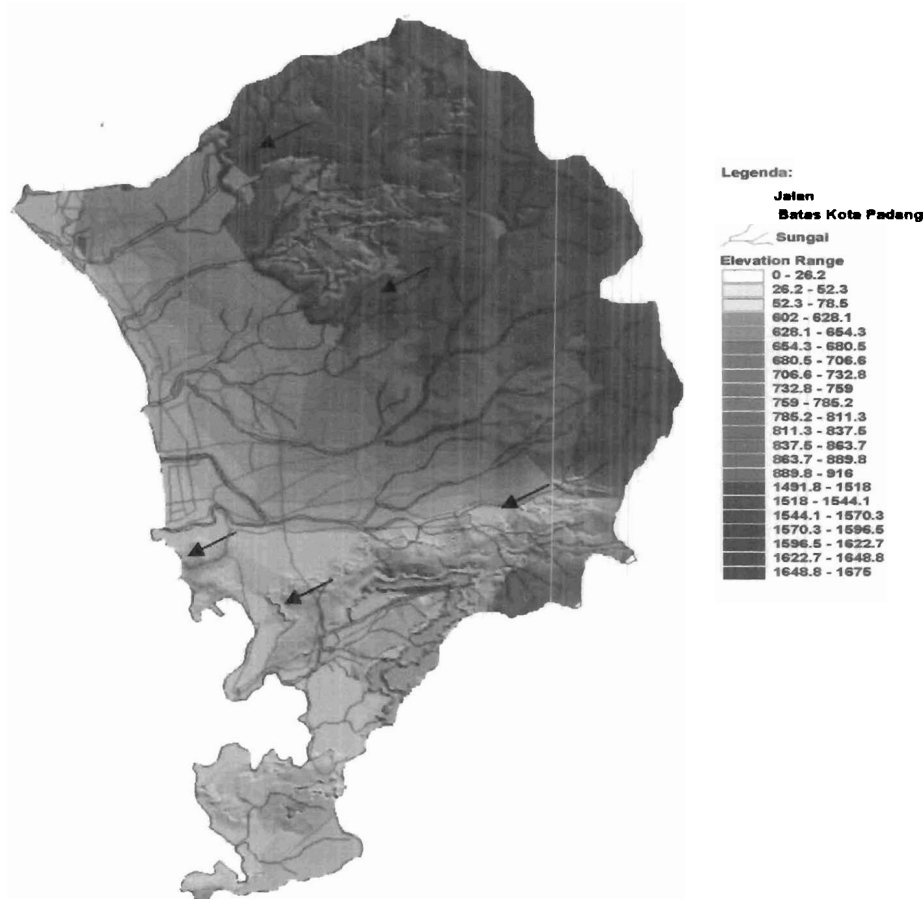 Legenda:
Jalan
Batas Kota Padang
Sungai
Elevation Range
0 - 26.2
26.2 - 52.3
52.3 - 78.5
602 - 628.1
628.1 - 654.3
654.3 - 680.5
680.5 - 706.6
706.6 - 732.8
732.8 - 759
759 - 785.2
785.2 - 811.3
811.3 - 837.5
837.5 - 863.7
863.7 - 889.8
889.8 - 916
1491.8 - 1518
1518 - 1544.1
1544.1 - 1570.3
1570.3 - 1596.5
1596.5 - 1622.7
1622.7 - 1648.8
1648.8 - 1675